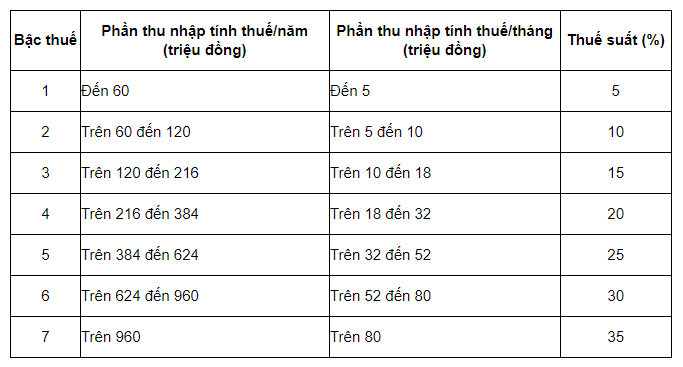 Bậc thuế Phần thu nhập tính thuế/năm (triệu đồng) Phần thu nhập tính thuế/tháng (triệu đồng) Thuế suất (%)
1 Đến 60 Đến 5 5
2 Trên 60 đến 120 Trên 5 đến 10 10
3 Trên 120 đến 216 Trên 10 đến 18 15
4 Trên 216 đến 384 Trên 18 đến 32 20
5 Trên 384 đến 624 Trên 32 đến 52 25
6 Trên 624 đến 960 Trên 52 đến 80 30
7 Trên 960 Trên 80 35